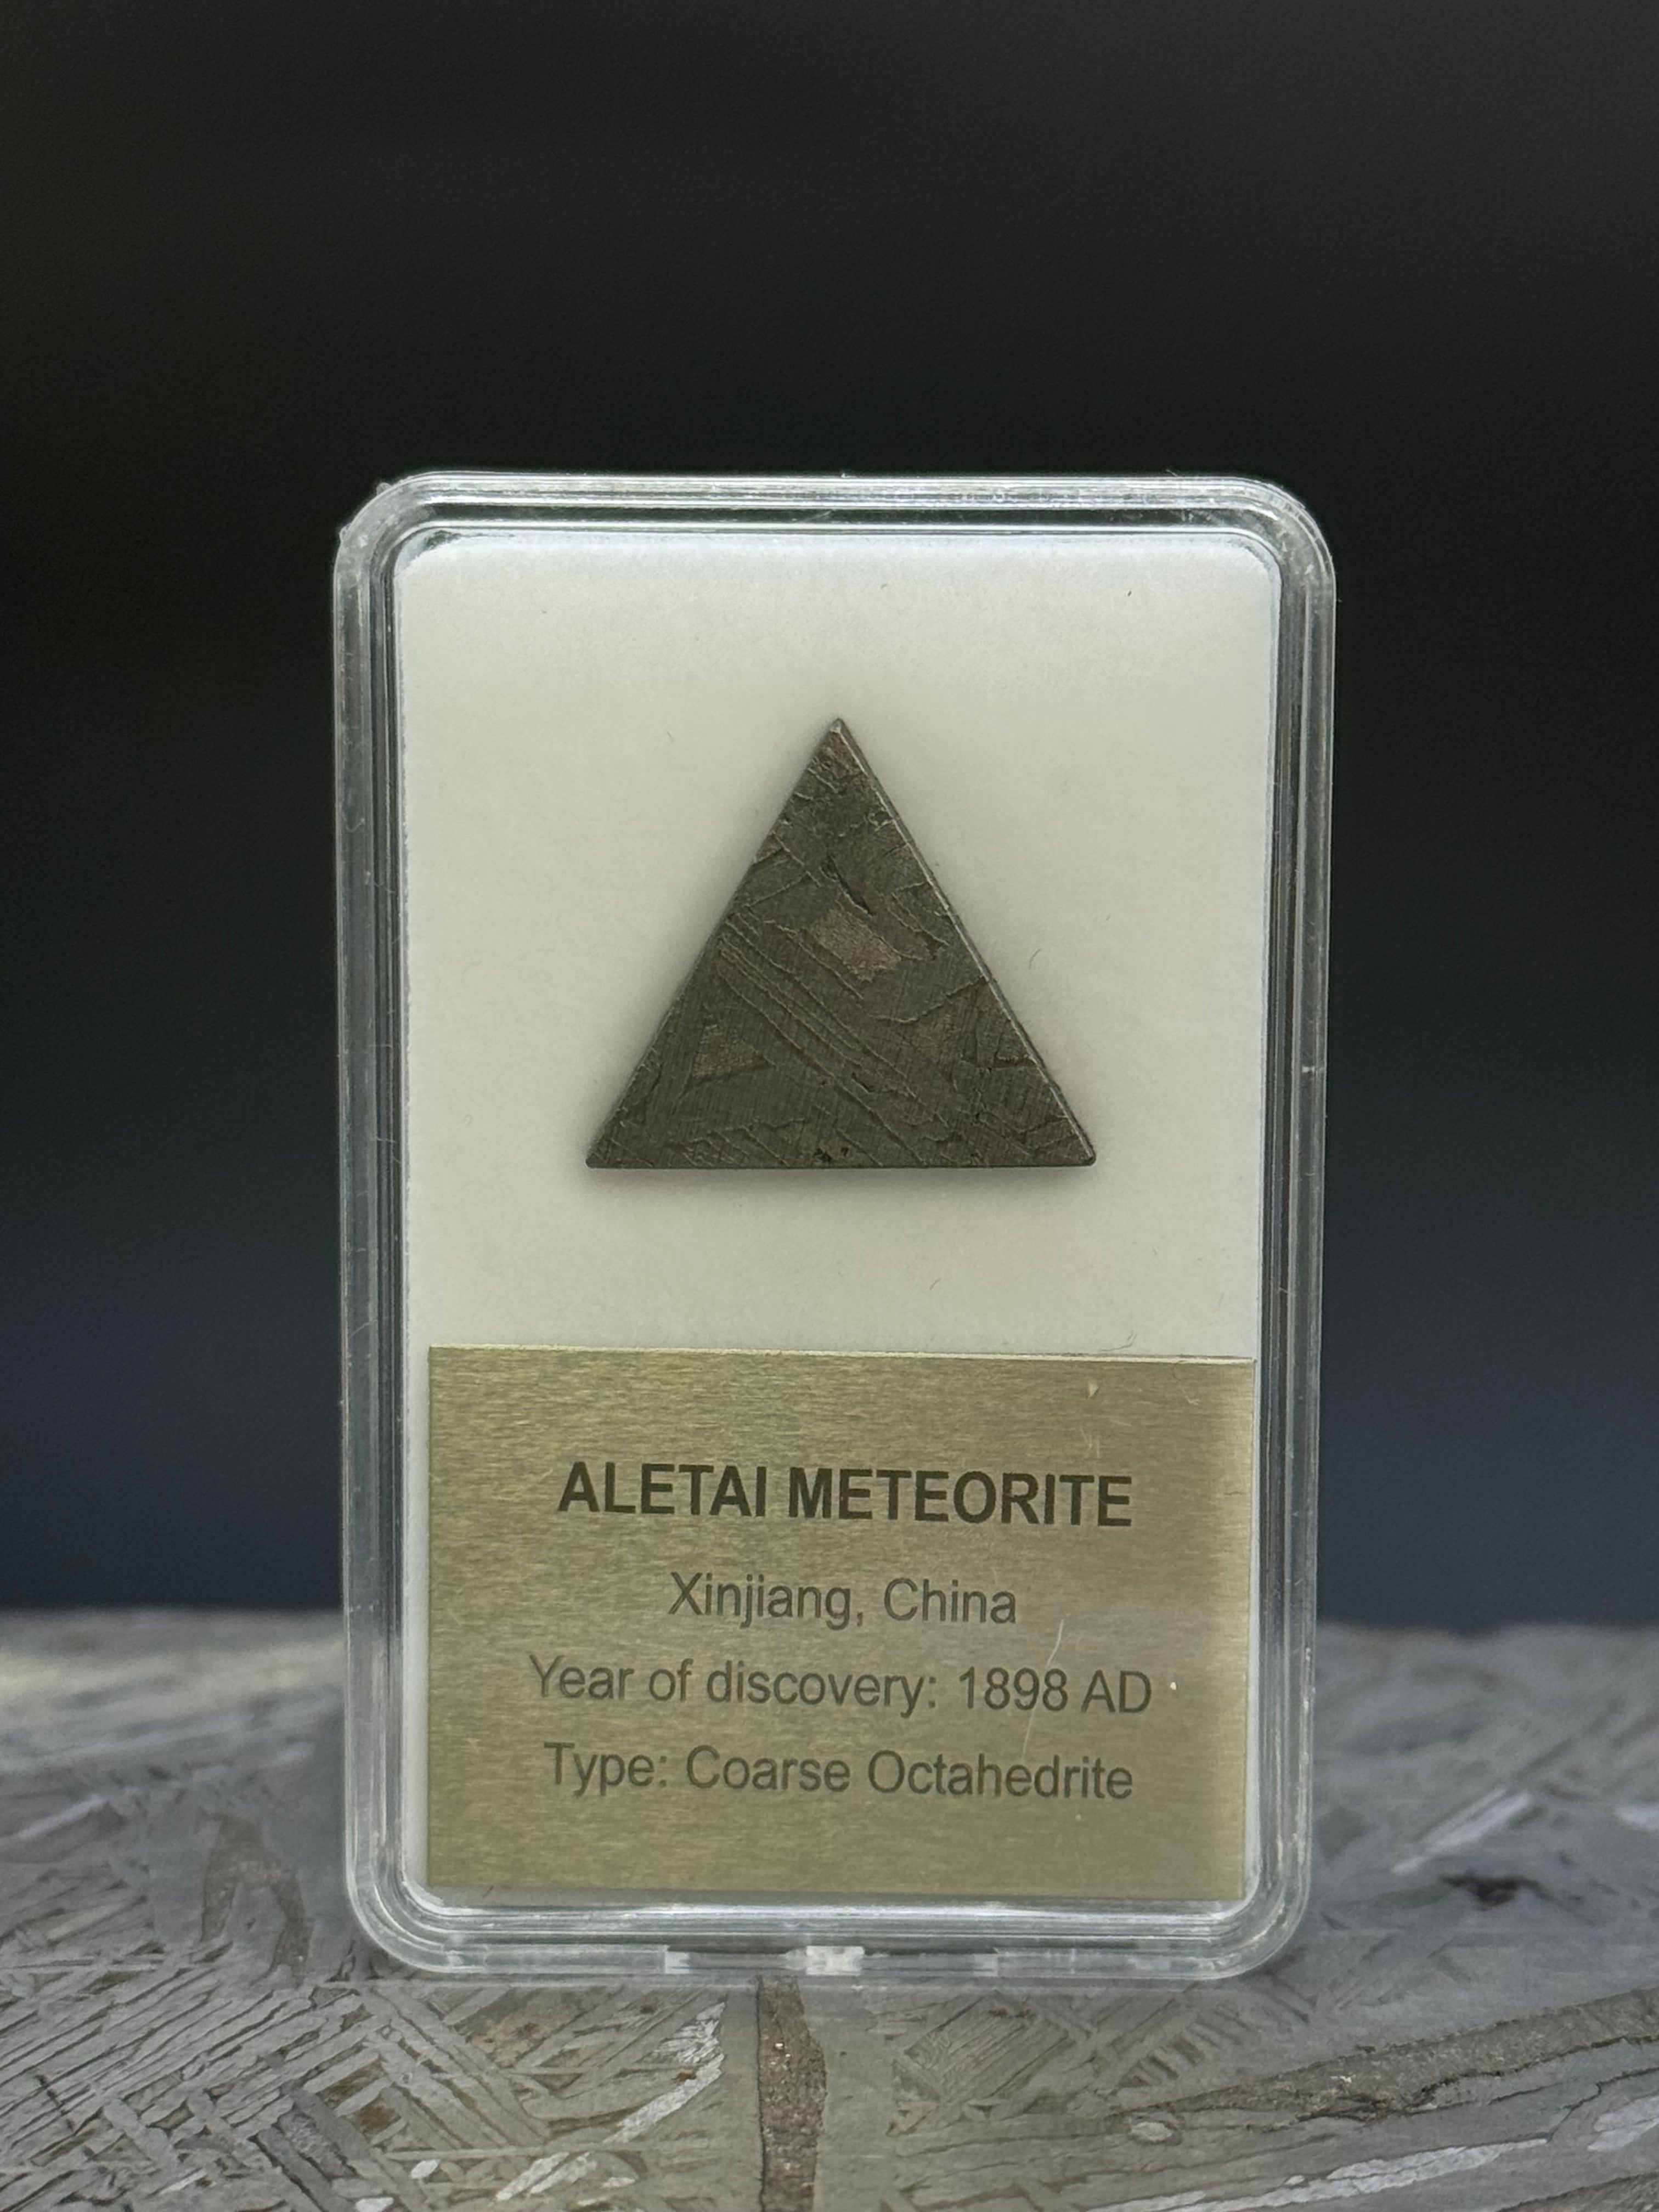 ALETAI METEORITE
Xinjiang, China
Year of discovery: 1898 AD
Type: Coarse Octahedrite